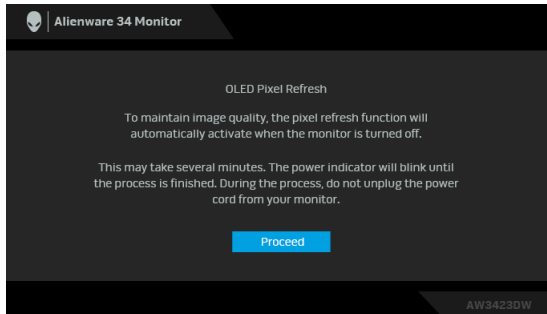 Alienware 34 Monitor
OLED Pixel Refresh
To maintain image quality, the pixel refresh function will
automatically activate when the monitor is turned off.
This may take several minutes. The power indicator will blink until
the process is finished. During the process, do not unplug the power
cord from your monitor.
Proceed
AW3423DW